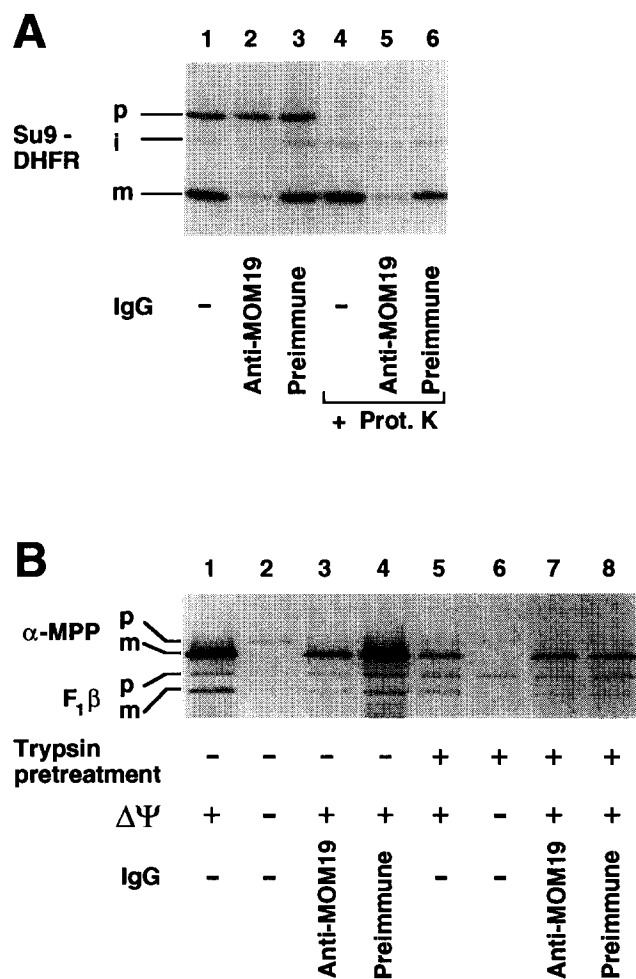 A
1 2 3 4 5 6
p
Su9 -
DHFR
i
m
IgG
- Anti-MOM19 Preimmune - Anti-MOM19 Preimmune
+ Prot. K
B
1 2 3 4 5 6 7 8
α-MPP
p
m
F₁β
p
m
Trypsin
pretreatment
- - - - + + + +
ΔΨ + - + + + - + +
IgG - - Anti-MOM19 Preimmune - - Anti-MOM19 Preimmune